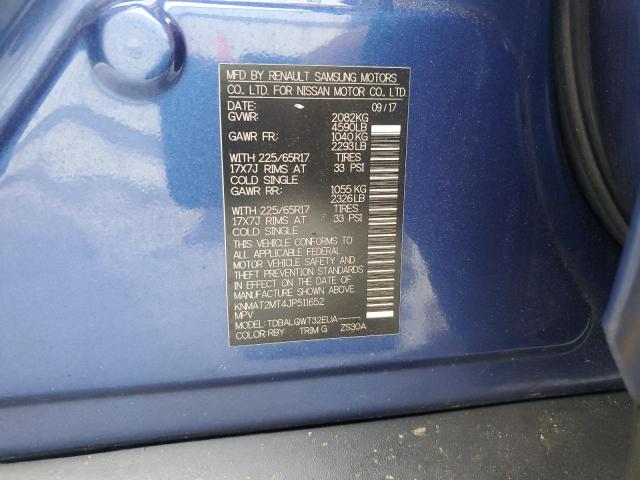 MFD BY RENAULT SAMSUNG MOTORS
CO., LTD. FOR NISSAN MOTOR CO., LTD.
DATE: 09/17
GVWR: 2082KG
4590LB
GAWR FR: 1040KG
2293LB
WITH 225/65R17 TIRES
17X7J RIMS AT 33 PSI
COLD SINGLE
GAWR RR: 1055KG
2326LB
WITH 225/65R17 TIRES
17X7J RIMS AT 33 PSI
COLD SINGLE
THIS VEHICLE CONFORMS TO
ALL APPLICABLE FEDERAL
MOTOR VEHICLE SAFETY AND
THEFT PREVENTION STANDARDS
IN EFFECT ON THE DATE OF
MANUFACTURE SHOWN ABOVE.
KNMAT2MT4JP511652
MPV
MODEL: TDBALQWT32EUA-----
COLOR:RBY TRIM G ZS30A